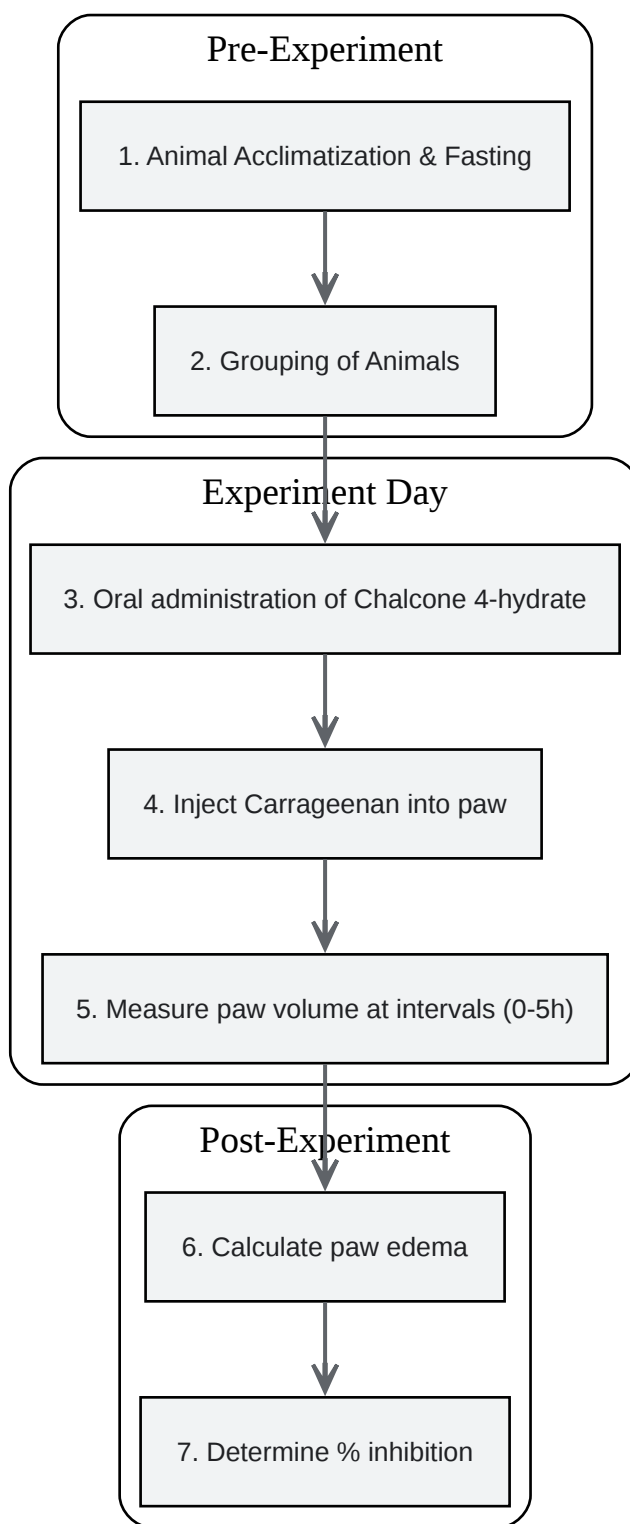 Pre-Experiment
1. Animal Acclimatization & Fasting
2. Grouping of Animals
Experiment Day
3. Oral administration of Chalcone 4-hydrate
4. Inject Carrageenan into paw
5. Measure paw volume at intervals (0-5h)
Post-Experiment
6. Calculate paw edema
7. Determine % inhibition